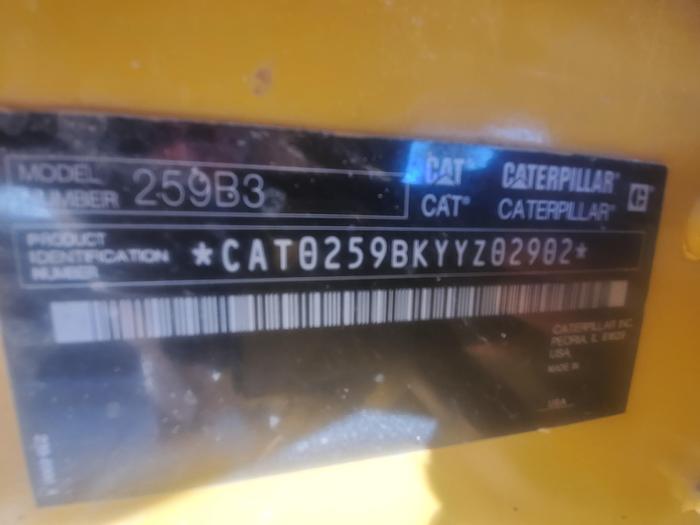 MODEL
NUMBER 259B3
CAT® CATERPILLAR®
CAT® CATERPILLAR®
PRODUCT
IDENTIFICATION
NUMBER
*CAT0259BKYYZ02902*
CATERPILLAR INC.
PEORIA, IL 61629
USA
MADE IN
USA